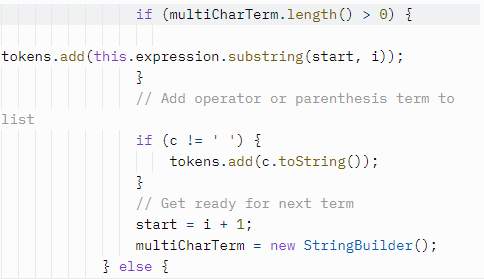 if (multiCharTerm.length() > 0) {
tokens.add(this.expression.substring(start, i));
}
// Add operator or parenthesis term to
list
if (c != ' ') {
tokens.add(c.toString());
}
// Get ready for next term
start = i + 1;
multiCharTerm = new StringBuilder();
} else {